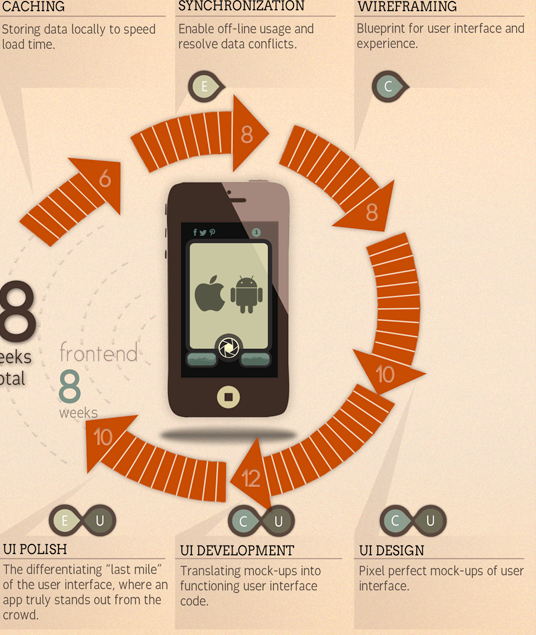 CACHING
Storing data locally to speed
load time.
SYNCHRONIZATION
Enable off-line usage and
resolve data conflicts.
WIREFRAMING
Blueprint for user interface and
experience.
E
C
6
8
8
10
12
10
8
eeks
otal
frontend
8
weeks
E U
C U
C U
UI POLISH
The differentiating "last mile"
of the user interface, where an
app truly stands out from the
crowd.
UI DEVELOPMENT
Translating mock-ups into
functioning user interface
code.
UI DESIGN
Pixel perfect mock-ups of user
interface.